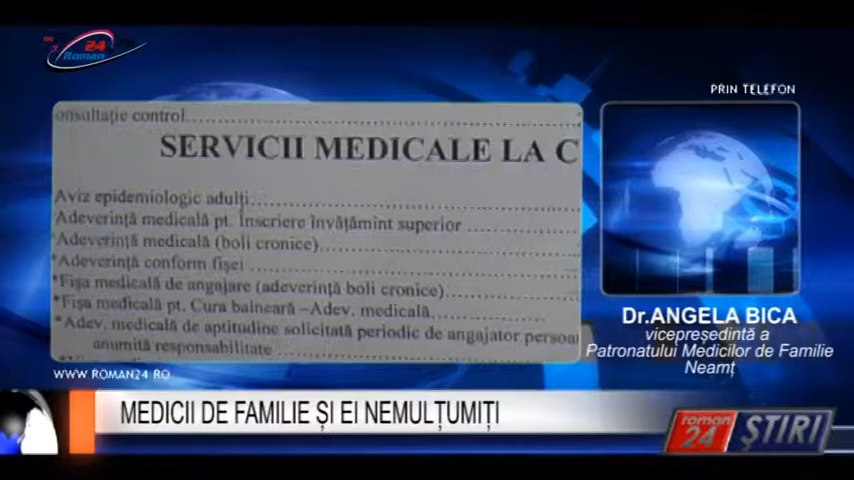 24
Roman
PRIN TELEFON
onsultație control
SERVICII MEDICALE LA C
Aviz epidemiologic adulți
Adeverință medicală pt. Înscriere învățămint superior
*Adeverință medicală (boli cronice)
*Adeverință conform fișei
*Fișa medicală de angajare (adeverință boli cronice)
*Fișa medicală pt. Cura balneară –Adev. medicală
*Adev. medicală de aptitudine solicitată periodic de angajator persoan
anumită responsabilitate
Dr.ANGELA BICA
vicepreședintă a
Patronatului Medicilor de Familie
Neamț
WWW.ROMAN24.RO
MEDICII DE FAMILIE ȘI EI NEMULȚUMIȚI
roman
24
ȘTIRI